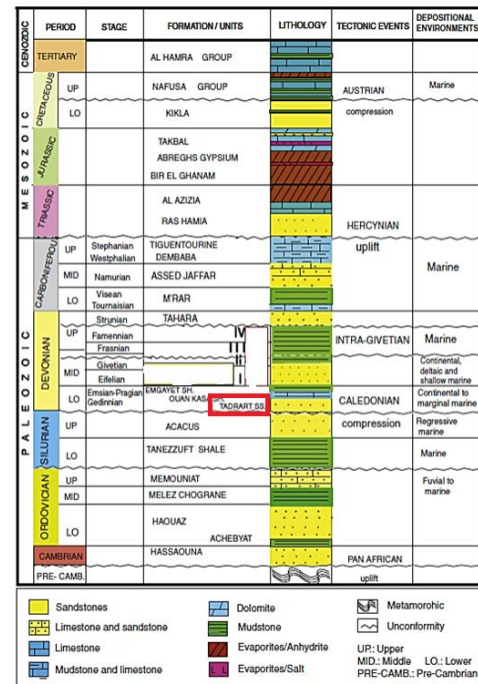 PERIOD STAGE FORMATION / UNITS LITHOLOGY TECTONIC EVENTS DEPOSITIONAL ENVIRONMENTS
CENOZOIC
TERTIARY AL HAMRA GROUP
MESOZOIC
CRETACEOUS
UP NAFUSA GROUP AUSTRIAN Marine
LO KIKLA compression
JURASSIC
TAKBAL
ABREGHS GYPSIUM
BIR EL GHANAM
TRIASSIC
AL AZIZIA
RAS HAMIA HERCYNIAN
PALEOZOIC
CARBONIFEROU
UP Stephanian TIGUENTOURINE uplift
Westphalian DEMBABA
MID Namurian ASSED JAFFAR Marine
LO Visean M'RAR
Tournaisian
DEVONIAN
Strunian TAHARA
UP Famennian IV INTRA-GIVETIAN Marine
Frasnian III
II
MID Givetian Continental,
deltaic and
shallow marine
Eifelian I
LO Emsian-Pragian EMGAYET SH. CALEDONIAN Continental to
Gedinnian OUAN KASA SH. marginal marine
TADRART SS.
SILURIAN
UP ACACUS compression Regressive
marine
LO TANEZZUFT SHALE Marine
ORDOVICIAN
UP MEMOUNIAT Fuvial to
marine
MID MELEZ CHOGRANE
LO HAOUAZ
ACHEBYAT
CAMBRIAN HASSAOUNA PAN AFRICAN
PRE- CAMB. uplift
Sandstones
Limestone and sandstone
Limestone
Mudstone and limestone
Dolomite
Mudstone
Evaporites/Anhydrite
Evaporites/Salt
Metamorohic
Unconformity
UP.: Upper
MID.: Middle LO.: Lower
PRE-CAMB.: Pre-Cambrian